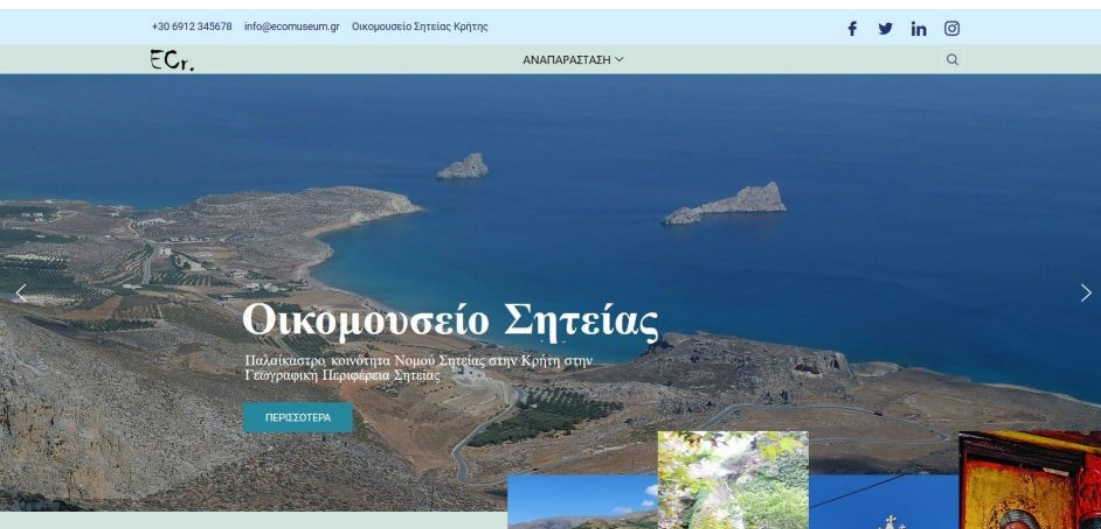 +30 6912 345678 info@ecomuseum.gr Οικομουσείο Σητείας Κρήτης
ECr.
ΑΝΑΠΑΡΑΣΤΑΣΗ
Οικομουσείο Σητείας
Παλαίκαστρο, κοινότητα Νομού Σητείας στην Κρήτη στην
Γεωγραφική Περιφέρεια Σητείας
ΠΕΡΙΣΣΟΤΕΡΑ